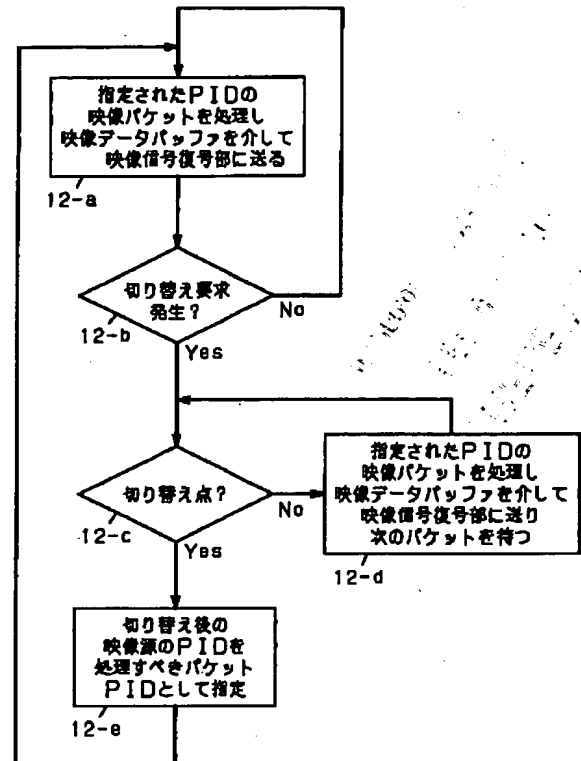 指定されたPIDの
映像パケットを処理し
映像データバッファを介して
映像信号復号部に送る
12-a
切り替え要求
発生?
12-b
No
Yes
切り替え点?
12-c
No
Yes
指定されたPIDの
映像パケットを処理し
映像データバッファを介して
映像信号復号部に送り
次のパケットを待つ
12-d
切り替え後の
映像源のPIDを
処理すべきパケット
PIDとして指定
12-e